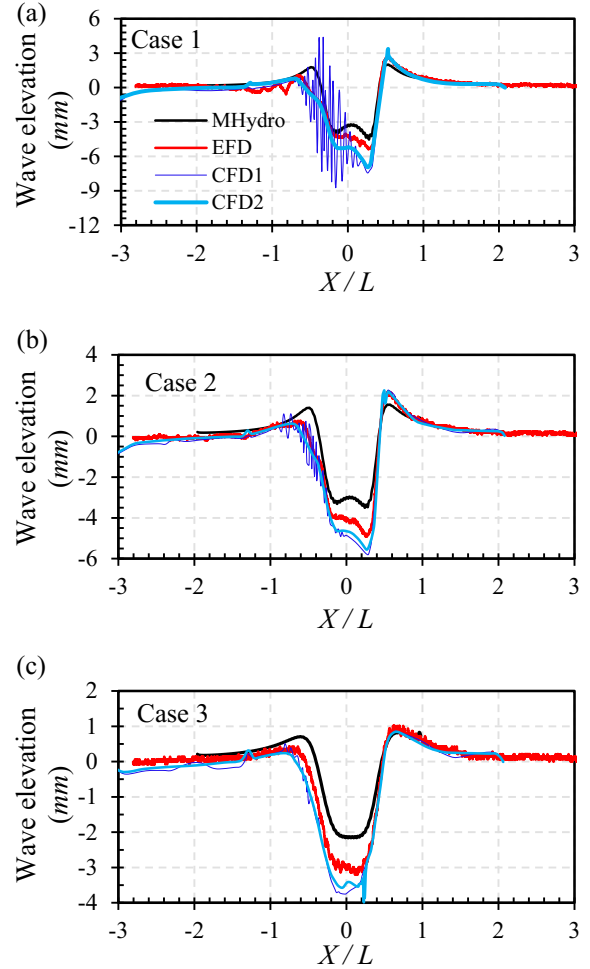 (a)
Case 1
Wave elevation
(mm)
6
3
0
-3
-6
-9
-12
MHydro
EFD
CFD1
CFD2
-3 -2 -1 0 1 2 3
X / L
(b)
Case 2
Wave elevation
(mm)
4
2
0
-2
-4
-6
-3 -2 -1 0 1 2 3
X / L
(c)
Case 3
Wave elevation
(mm)
2
1
0
-1
-2
-3
-4
-3 -2 -1 0 1 2 3
X / L